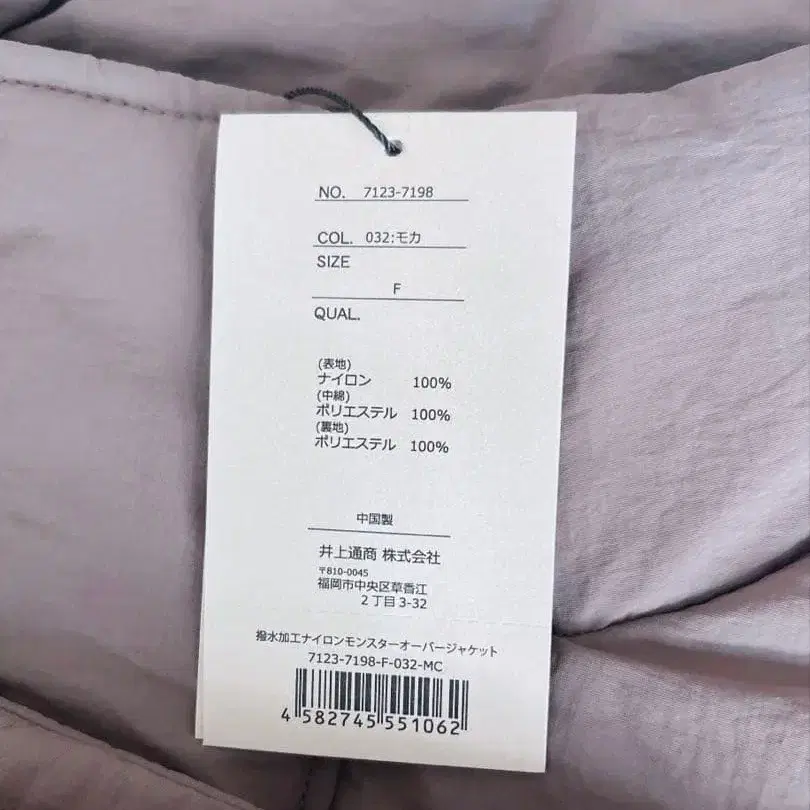 NO. 7123-7198
COL. 032:モカ
SIZE
F
QUAL.
(表地)
ナイロン 100%
(中綿)
ポリエステル 100%
(裏地)
ポリエステル 100%
中国製
井上通商 株式会社
〒810-0045
福岡市中央区草香江
2丁目3-32
撥水加工ナイロンモンスターオーバージャケット
7123-7198-F-032-MC
4 582745 551062